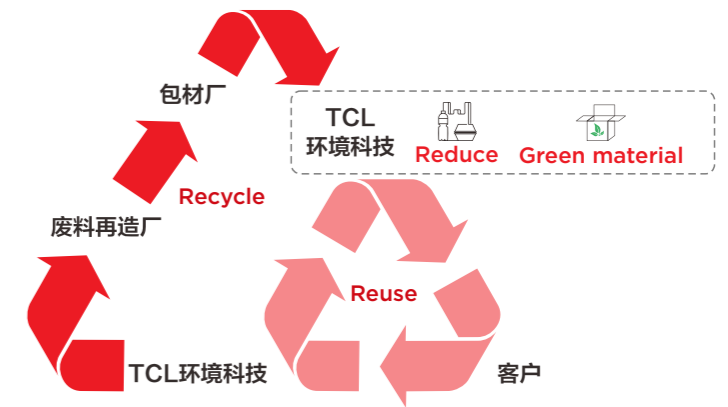 包材厂
TCL
环境科技
Reduce
Green material
Recycle
废料再造厂
Reuse
TCL环境科技
客户